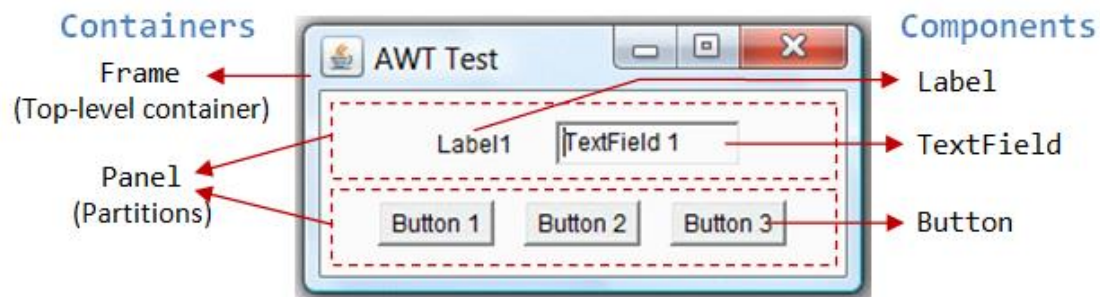 Containers
Components
AWT Test
Frame
(Top-level container)
Label
Label1
TextField 1
TextField
Panel
(Partitions)
Button 1
Button 2
Button 3
Button